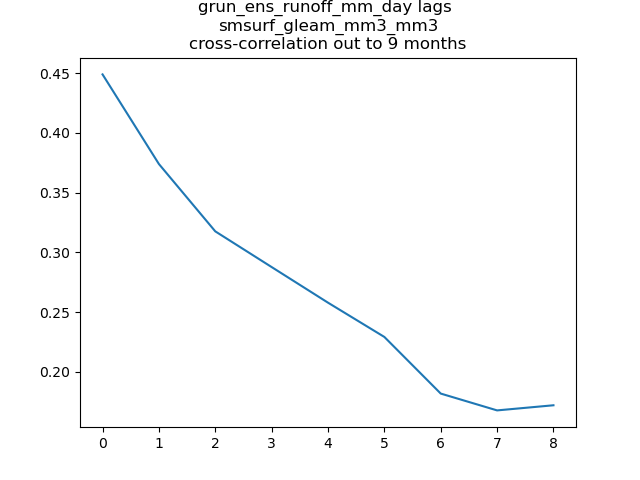 grun_ens_runoff_mm_day lags
smsurf_gleam_mm3_mm3
cross-correlation out to 9 months
0.45
0.40
0.35
0.30
0.25
0.20
0 1 2 3 4 5 6 7 8